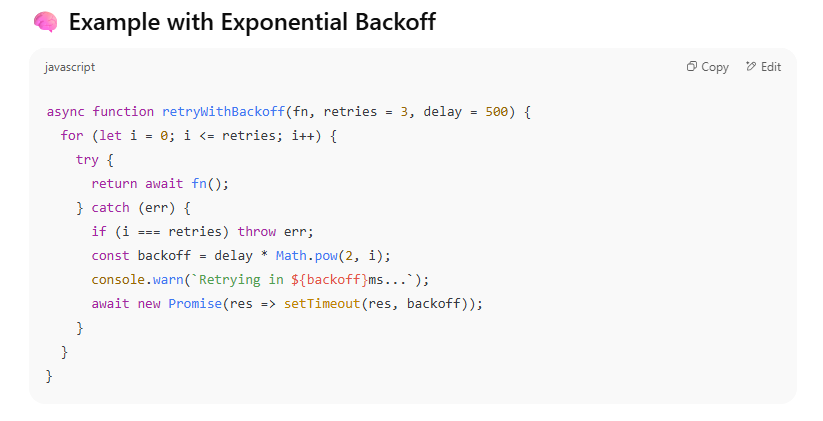 🧠 Example with Exponential Backoff
javascript
Copy
Edit
async function retryWithBackoff(fn, retries = 3, delay = 500) {
  for (let i = 0; i <= retries; i++) {
    try {
      return await fn();
    } catch (err) {
      if (i === retries) throw err;
      const backoff = delay * Math.pow(2, i);
      console.warn(`Retrying in ${backoff}ms...`);
      await new Promise(res => setTimeout(res, backoff));
    }
  }
}